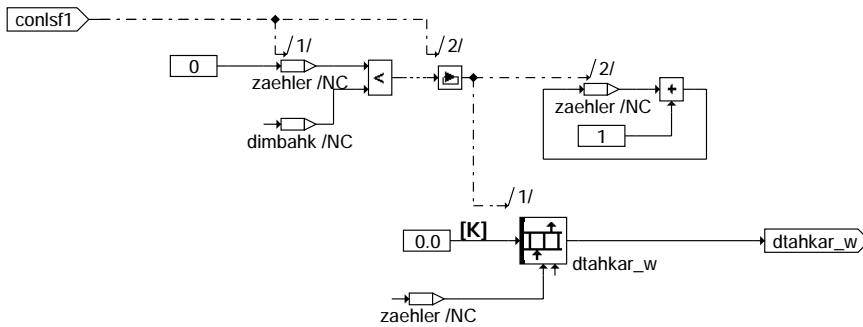 conlsf1
/1/
/2/
0
zaehler /NC
<
/2/
zaehler /NC
+
1
dimbahk /NC
/1/
0.0
[K]
dtahkar_w
dtahkar_w
zaehler /NC